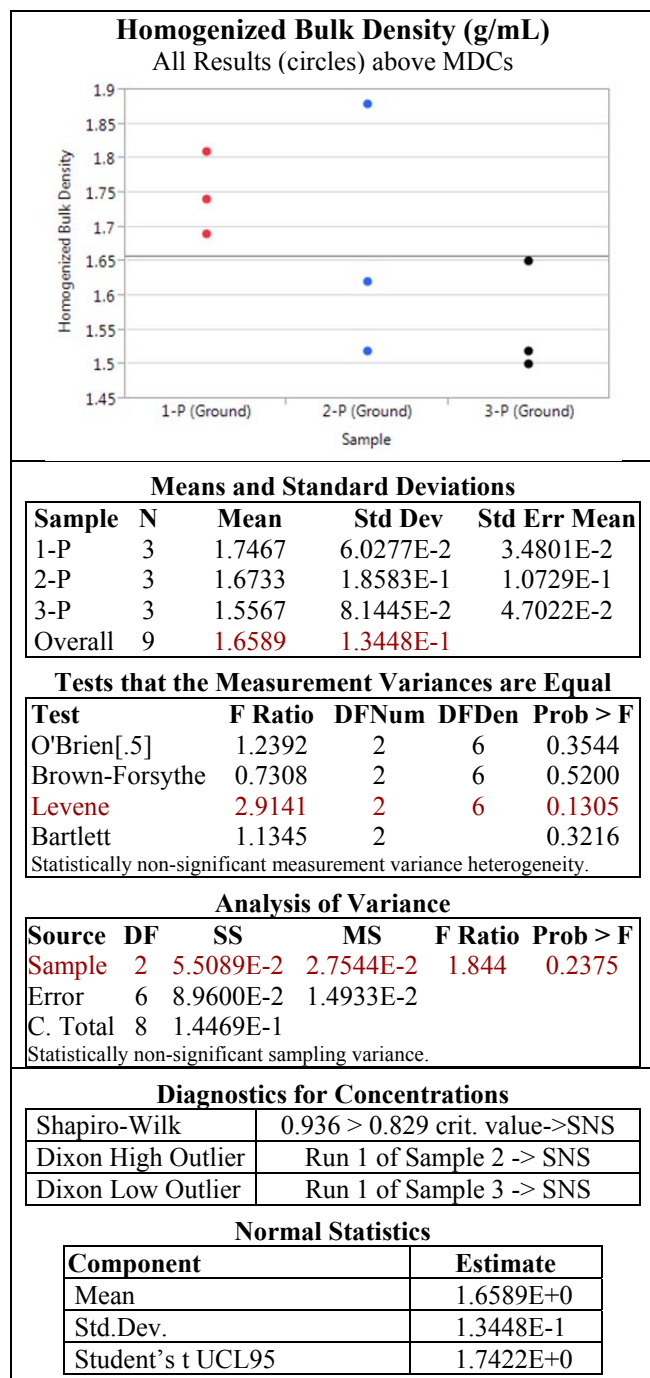 Homogenized Bulk Density (g/mL)
All Results (circles) above MDCs
Homogenized Bulk Density
1.9
1.85
1.8
1.75
1.7
1.65
1.6
1.55
1.5
1.45
1-P (Ground) 2-P (Ground) 3-P (Ground)
Sample
Means and Standard Deviations
Sample N Mean Std Dev Std Err Mean
1-P 3 1.7467 6.0277E-2 3.4801E-2
2-P 3 1.6733 1.8583E-1 1.0729E-1
3-P 3 1.5567 8.1445E-2 4.7022E-2
Overall 9 1.6589 1.3448E-1
Tests that the Measurement Variances are Equal
Test F Ratio DFNum DFDen Prob > F
O'Brien[.5] 1.2392 2 6 0.3544
Brown-Forsythe 0.7308 2 6 0.5200
Levene 2.9141 2 6 0.1305
Bartlett 1.1345 2 0.3216
Statistically non-significant measurement variance heterogeneity.
Analysis of Variance
Source DF SS MS F Ratio Prob > F
Sample 2 5.5089E-2 2.7544E-2 1.844 0.2375
Error 6 8.9600E-2 1.4933E-2
C. Total 8 1.4469E-1
Statistically non-significant sampling variance.
Diagnostics for Concentrations
Shapiro-Wilk 0.936 > 0.829 crit. value->SNS
Dixon High Outlier Run 1 of Sample 2 -> SNS
Dixon Low Outlier Run 1 of Sample 3 -> SNS
Normal Statistics
Component Estimate
Mean 1.6589E+0
Std.Dev. 1.3448E-1
Student's t UCL95 1.7422E+0